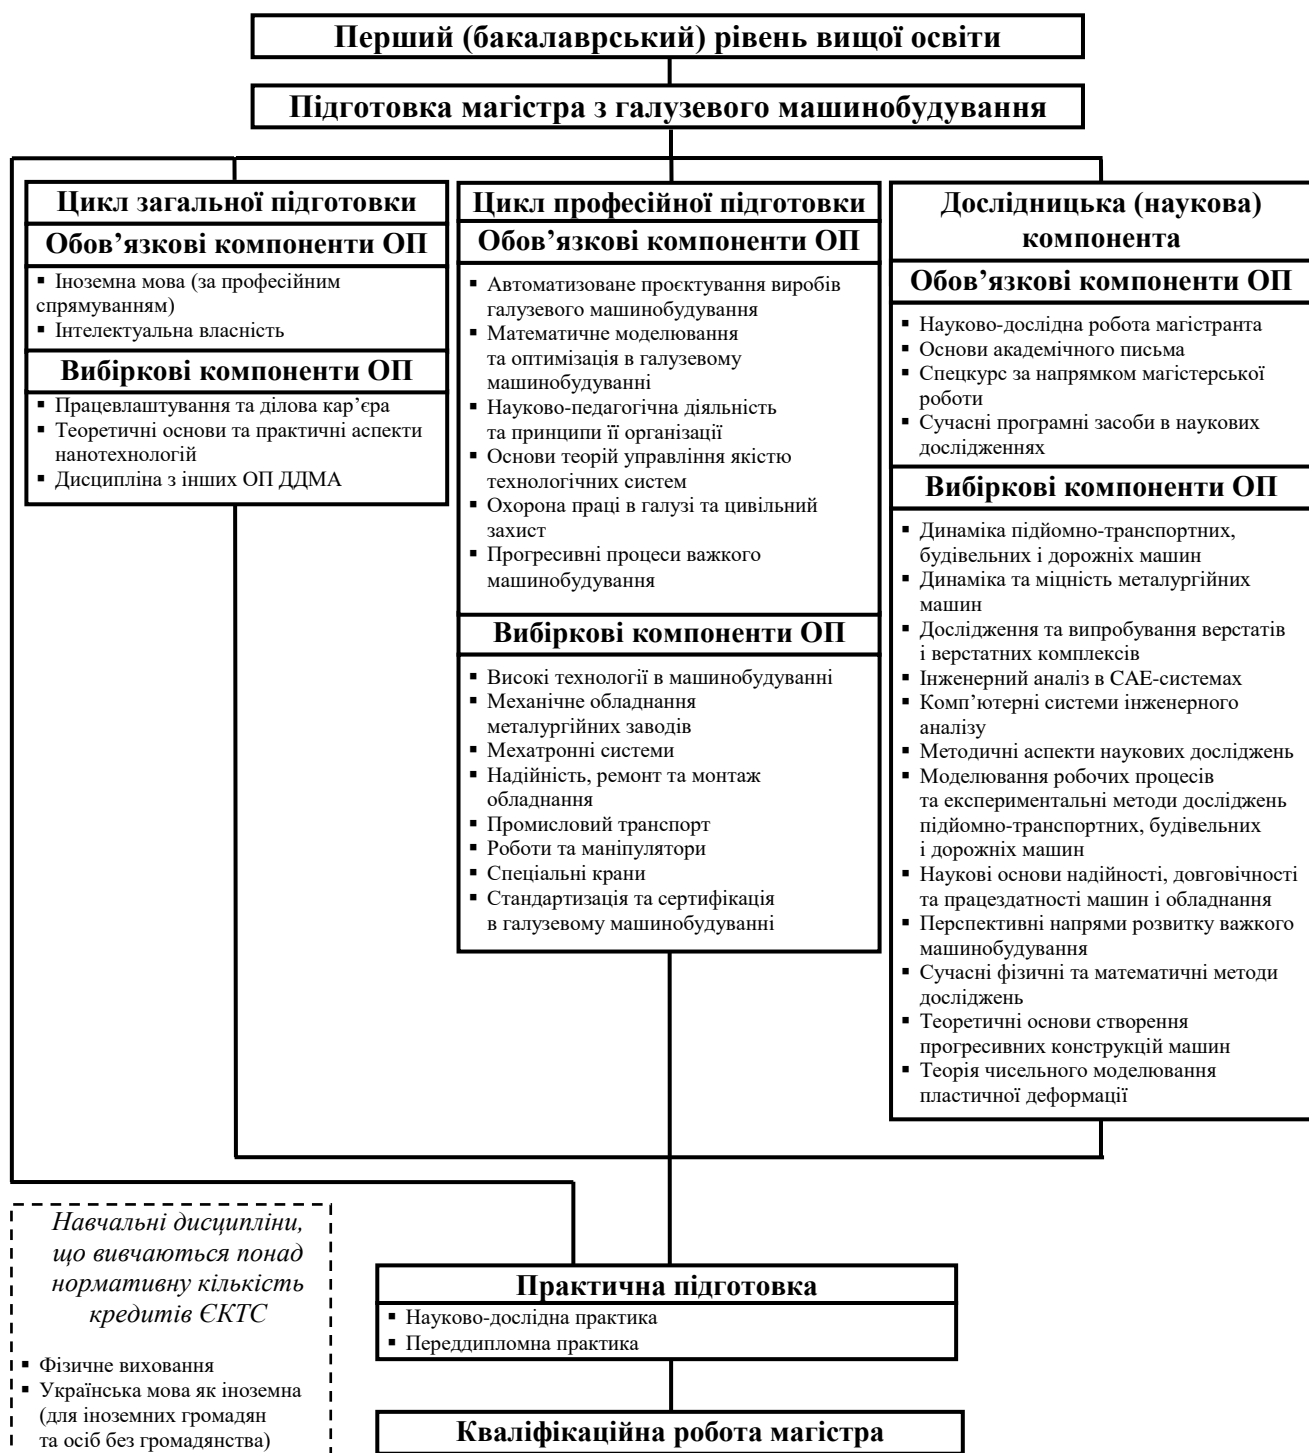 Перший (бакалаврський) рівень вищої освіти
Підготовка магістра з галузевого машинобудування
Цикл загальної підготовки
Обов’язкові компоненти ОП
▪ Іноземна мова (за професійним
спрямуванням)
▪ Інтелектуальна власність
Вибіркові компоненти ОП
▪ Працевлаштування та ділова кар’єра
▪ Теоретичні основи та практичні аспекти
нанотехнологій
▪ Дисципліна з інших ОП ДДМА
Цикл професійної підготовки
Обов’язкові компоненти ОП
▪ Автоматизоване проєктування виробів
галузевого машинобудування
▪ Математичне моделювання
та оптимізація в галузевому
машинобудуванні
▪ Науково-педагогічна діяльність
та принципи її організації
▪ Основи теорій управління якістю
технологічних систем
▪ Охорона праці в галузі та цивільний
захист
▪ Прогресивні процеси важкого
машинобудування
Вибіркові компоненти ОП
▪ Високі технології в машинобудуванні
▪ Механічне обладнання
металургійних заводів
▪ Мехатронні системи
▪ Надійність, ремонт та монтаж
обладнання
▪ Промисловий транспорт
▪ Роботи та маніпулятори
▪ Спеціальні крани
▪ Стандартизація та сертифікація
в галузевому машинобудуванні
Дослідницька (наукова)
компонента
Обов’язкові компоненти ОП
▪ Науково-дослідна робота магістранта
▪ Основи академічного письма
▪ Спецкурс за напрямком магістерської
роботи
▪ Сучасні програмні засоби в наукових
дослідженнях
Вибіркові компоненти ОП
▪ Динаміка підйомно-транспортних,
будівельних і дорожніх машин
▪ Динаміка та міцність металургійних
машин
▪ Дослідження та випробування верстатів
і верстатних комплексів
▪ Інженерний аналіз в САЕ-системах
▪ Комп’ютерні системи інженерного
аналізу
▪ Методичні аспекти наукових досліджень
▪ Моделювання робочих процесів
та експериментальні методи досліджень
підйомно-транспортних, будівельних
і дорожніх машин
▪ Наукові основи надійності, довговічності
та працездатності машин і обладнання
▪ Перспективні напрями розвитку важкого
машинобудування
▪ Сучасні фізичні та математичні методи
досліджень
▪ Теоретичні основи створення
прогресивних конструкцій машин
▪ Теорія чисельного моделювання
пластичної деформації
Навчальні дисципліни,
що вивчаються понад
нормативну кількість
кредитів ЄКТС
▪ Фізичне виховання
▪ Українська мова як іноземна
(для іноземних громадян
та осіб без громадянства)
Практична підготовка
▪ Науково-дослідна практика
▪ Переддипломна практика
Кваліфікаційна робота магістра